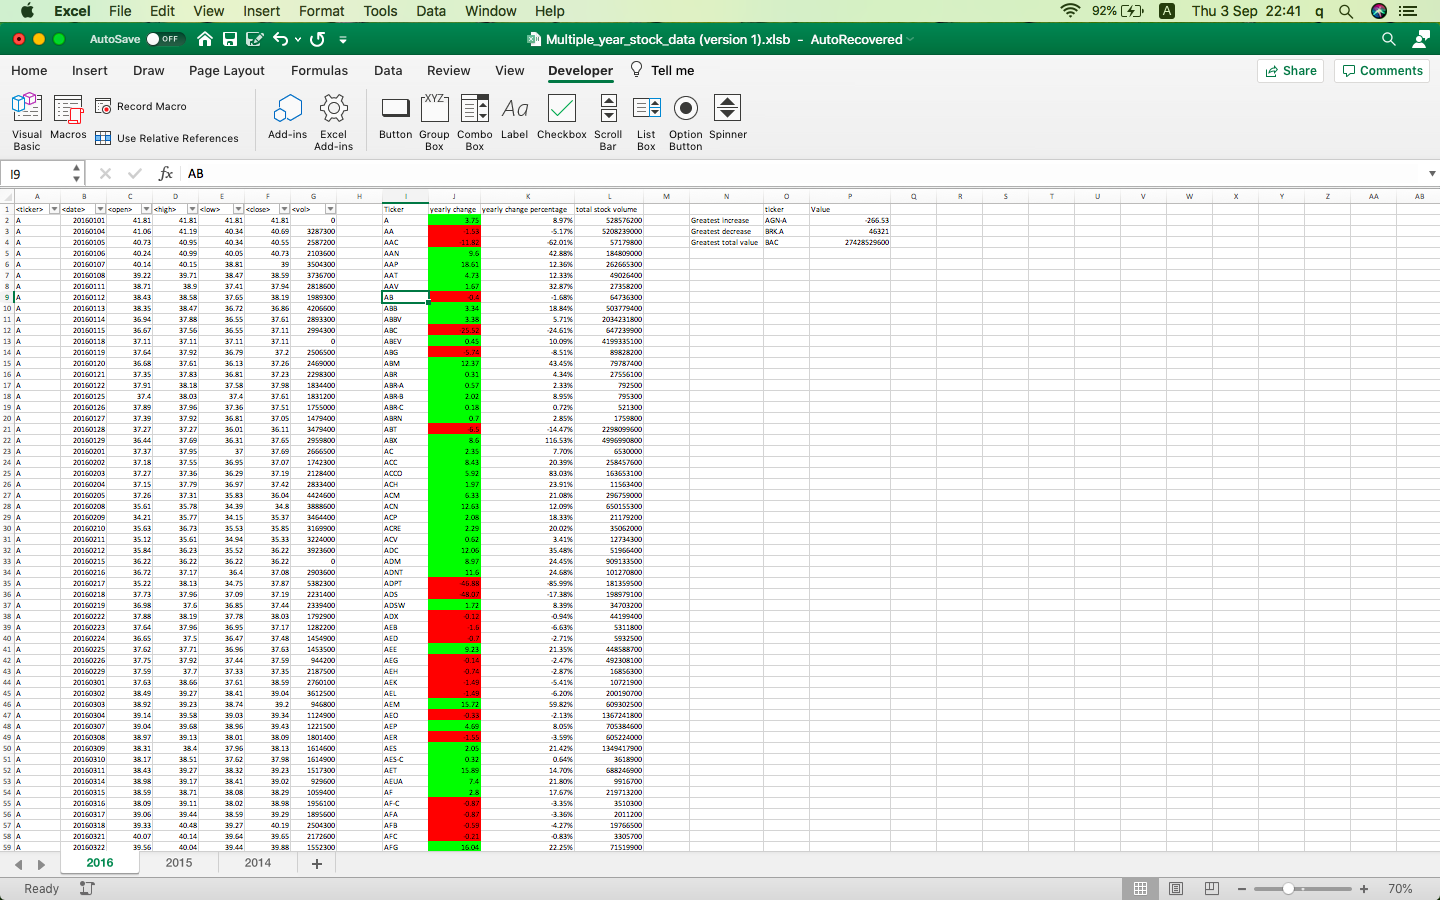 Excel File Edit View Insert Format Tools Data Window Help 92% A Thu 3 Sep 22:41 q
AutoSave OFF Multiple_year_stock_data (version 1).xlsb - AutoRecovered
Home Insert Draw Page Layout Formulas Data Review View Developer Tell me Share Comments
Visual Basic Macros Record Macro Use Relative References Add-ins Excel Add-ins Button Group Box Combo Box Label Checkbox Scroll Bar List Box Option Button Spinner
I9 fx AB
A B C D E F G H I J K L M N O P Q R S T U V W X Y Z AA AB
1 <ticker> <date> <open> <high> <low> <close> <vol> Ticker yearly change yearly change percentage total stock volume ticker Value
2 A 20160101 41.81 41.81 41.81 41.81 0 A 3.75 8.97% 528576200 Greatest increase AGN-A -266.53
3 A 20160104 41.06 41.19 40.34 40.69 3287300 AA -5.17% 5208239000 Greatest decrease BRK.A 46321
4 A 20160105 40.73 40.95 40.34 40.55 2587200 AAC -62.01% 57179800 Greatest total value BAC 27428529600
5 A 20160106 40.24 40.99 40.05 40.73 2103600 AAN 9.6 42.88% 184809000
6 A 20160107 40.14 40.15 38.81 39 3504300 AAP 18.61 12.36% 262665300
7 A 20160108 39.22 39.71 38.47 38.59 3736700 AAT 4.73 12.33% 49026400
8 A 20160111 38.71 38.9 37.41 37.94 2818600 AAV 1.67 32.87% 27358200
9 A 20160112 38.43 38.58 37.65 38.19 1989300 AB -1.68% 64736300
10 A 20160113 38.35 38.47 36.72 36.86 4206600 ABB 3.34 18.84% 503779400
11 A 20160114 36.94 37.88 36.55 37.61 2893300 ABBV 3.38 5.71% 2034231800
12 A 20160115 36.67 37.56 36.55 37.11 2994300 ABC -24.61% 647239900
13 A 20160118 37.11 37.11 37.11 37.11 0 ABEV 0.45 10.09% 4199335100
14 A 20160119 37.64 37.92 36.79 37.2 2506500 ABG -8.51% 89828200
15 A 20160120 36.68 37.61 36.13 37.26 2469000 ABM 12.37 43.45% 79787400
16 A 20160121 37.35 37.83 36.81 37.23 2298300 ABR 0.31 4.34% 27556100
17 A 20160122 37.91 38.18 37.58 37.98 1834400 ABR-A 0.57 2.33% 792500
18 A 20160125 37.4 38.03 37.4 37.61 1831200 ABR-B 2.02 8.95% 795300
19 A 20160126 37.89 37.96 37.36 37.51 1755000 ABR-C 0.18 0.72% 521300
20 A 20160127 37.39 37.92 36.81 37.05 1479400 ABRN 0.7 2.85% 1759800
21 A 20160128 37.27 37.27 36.01 36.11 3479400 ABT -14.47% 2298099600
22 A 20160129 36.44 37.69 36.31 37.65 2959800 ABX 8.6 116.53% 4996990800
23 A 20160201 37.37 37.95 37 37.69 2666500 AC 2.35 7.70% 6530000
24 A 20160202 37.18 37.55 36.95 37.07 1742300 ACC 8.43 20.39% 258457600
25 A 20160203 37.27 37.36 36.29 37.19 2128400 ACCO 5.92 83.03% 163653100
26 A 20160204 37.15 37.79 36.97 37.42 2833400 ACH 1.97 23.91% 11563400
27 A 20160205 37.26 37.31 35.83 36.04 4424600 ACM 6.33 21.08% 296759000
28 A 20160208 35.61 35.78 34.39 34.8 3888600 ACN 12.63 12.09% 650155300
29 A 20160209 34.21 35.77 34.15 35.37 3464400 ACP 2.08 18.33% 21179200
30 A 20160210 35.63 36.73 35.53 35.85 3169900 ACRE 2.29 20.02% 35062000
31 A 20160211 35.12 35.61 34.94 35.33 3224000 ACV 0.62 3.41% 12734300
32 A 20160212 35.84 36.23 35.52 36.22 3923600 ADC 12.06 35.48% 51966400
33 A 20160215 36.22 36.22 36.22 36.22 0 ADM 8.97 24.45% 909133500
34 A 20160216 36.72 37.17 36.4 37.08 2903600 ADNT 11.6 24.68% 101270800
35 A 20160217 35.22 38.13 34.75 37.87 5382300 ADPT -85.99% 181359500
36 A 20160218 37.73 37.96 37.09 37.19 2231400 ADS -17.38% 198979100
37 A 20160219 36.98 37.6 36.85 37.44 2339400 ADSW 1.72 8.39% 34703200
38 A 20160222 37.88 38.19 37.78 38.03 1792900 ADX -0.94% 44199400
39 A 20160223 37.64 37.96 36.95 37.17 1282200 AEB -6.63% 5311800
40 A 20160224 36.65 37.5 36.47 37.48 1454900 AED -2.71% 5932500
41 A 20160225 37.62 37.71 36.96 37.63 1453500 AEE 9.23 21.35% 448588700
42 A 20160226 37.75 37.92 37.44 37.59 944200 AEG -2.47% 492308100
43 A 20160229 37.59 37.7 37.33 37.35 2187500 AEH -2.87% 16856300
44 A 20160301 37.63 38.66 37.61 38.59 2760100 AEK -5.41% 10721900
45 A 20160302 38.49 39.27 38.41 39.04 3612500 AEL -6.20% 200190700
46 A 20160303 38.92 39.23 38.74 39.2 946800 AEM 15.72 59.82% 609302500
47 A 20160304 39.14 39.58 39.03 39.34 1124900 AEO -2.13% 1367241800
48 A 20160307 39.04 39.68 38.96 39.43 1221500 AEP 4.69 8.05% 705384600
49 A 20160308 38.97 39.13 38.01 38.09 1801400 AER -3.59% 605224000
50 A 20160309 38.31 38.4 37.96 38.13 1614600 AES 2.05 21.42% 1349417900
51 A 20160310 38.17 38.51 37.62 37.98 1614900 AES-C 0.32 0.64% 3618900
52 A 20160311 38.43 39.27 38.32 39.23 1517300 AET 15.89 14.70% 688246900
53 A 20160314 38.98 39.17 38.41 39.02 929600 AEUA 7.4 21.80% 9916700
54 A 20160315 38.59 38.71 38.08 38.29 1059400 AF 2.8 17.67% 219713200
55 A 20160316 38.09 39.11 38.02 38.98 1956100 AF-C -3.35% 3510300
56 A 20160317 39.06 39.44 38.59 39.29 1895600 AFA -3.36% 2011200
57 A 20160318 39.33 40.48 39.27 40.19 2504300 AFB -4.27% 19766500
58 A 20160321 40.07 40.14 39.64 39.65 2172600 AFC -0.83% 3305700
59 A 20160322 39.56 40.04 39.44 39.88 1552300 AFG 16.04 22.25% 71519900
2016 2015 2014 +
Ready 70%